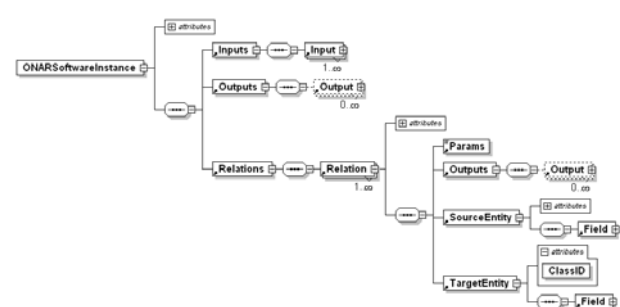 attributes
Inputs
Input
1..∞
ONARSoftwareInstance
Outputs
Output
0..∞
attributes
Params
Relations
Relation
1..∞
Outputs
Output
0..∞
attributes
SourceEntity
Field
attributes
ClassID
TargetEntity
Field